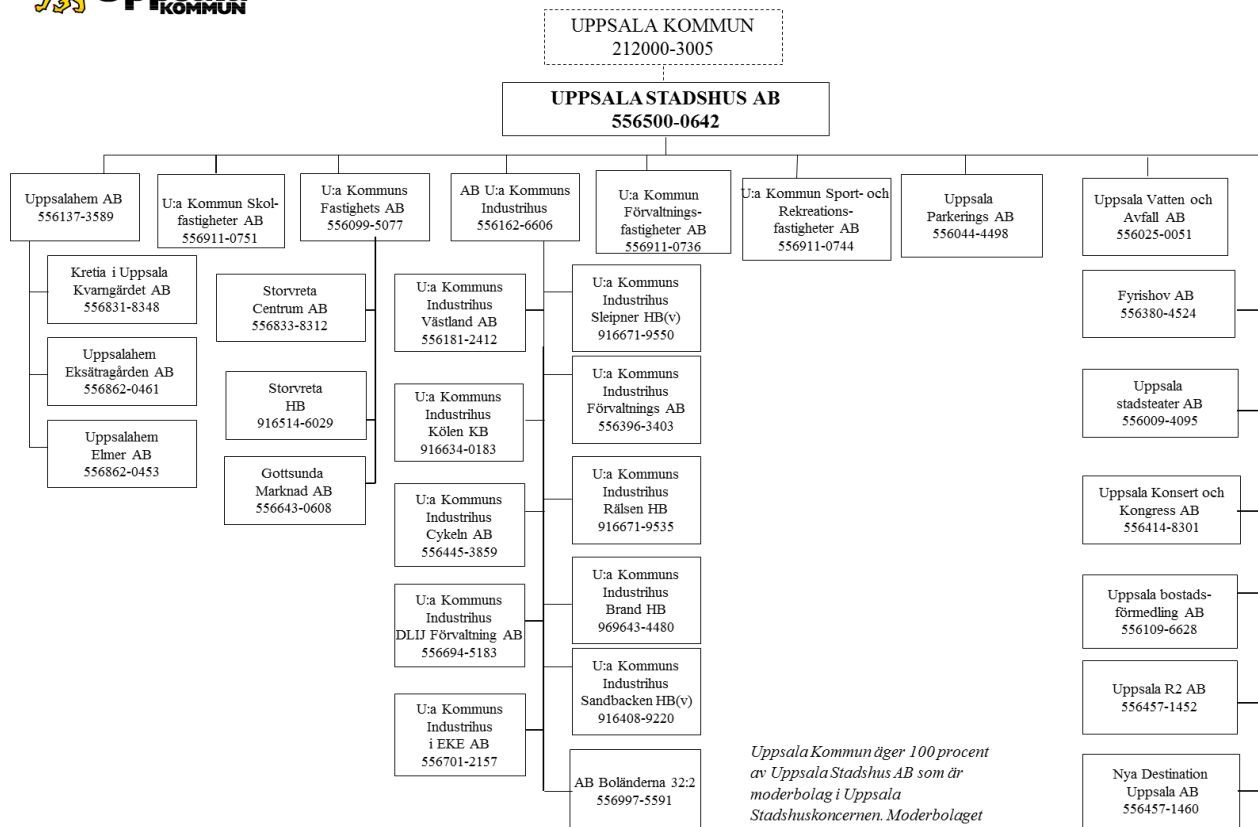 KOMMUN
UPPSALA KOMMUN
212000-3005
UPPSALA STADSHUS AB
556500-0642
Uppsalahem AB
556137-3589
U:a Kommun Skol-
fastigheter AB
556911-0751
U:a Kommuns
Fastighets AB
556099-5077
AB U:a Kommuns
Industrihus
556162-6606
U:a Kommun
Förvaltnings-
fastigheter AB
556911-0736
U:a Kommun Sport- och
Rekreations-
fastigheter AB
556911-0744
Uppsala
Parkerings AB
556044-4498
Uppsala Vatten och
Avfall AB
556025-0051
Kretia i Uppsala
Kvarngärdet AB
556831-8348
Uppsalahem
Eksätragården AB
556862-0461
Uppsalahem
Elmer AB
556862-0453
Storvreta
Centrum AB
556833-8312
Storvreta
HB
916514-6029
Gottsunda
Marknad AB
556643-0608
U:a Kommuns
Industrihus
Västland AB
556181-2412
U:a Kommuns
Industrihus
Kölen KB
916634-0183
U:a Kommuns
Industrihus
Cykeln AB
556445-3859
U:a Kommuns
Industrihus
DLIJ Förvaltning AB
556694-5183
U:a Kommuns
Industrihus
i EKE AB
556701-2157
U:a Kommuns
Industrihus
Sleipner HB(v)
916671-9550
U:a Kommuns
Industrihus
Förvaltnings AB
556396-3403
U:a Kommuns
Industrihus
Rälsen HB
916671-9535
U:a Kommuns
Industrihus
Brand HB
969643-4480
U:a Kommuns
Industrihus
Sandbacken HB(v)
916408-9220
AB Boländerna 32:2
556997-5591
Fyrishov AB
556380-4524
Uppsala
stadsteater AB
556009-4095
Uppsala Konsert och
Kongress AB
556414-8301
Uppsala bostads-
förmedling AB
556109-6628
Uppsala R2 AB
556457-1452
Nya Destination
Uppsala AB
556457-1460
Uppsala Kommun äger 100 procent
av Uppsala Stadshus AB som är
moderbolag i Uppsala
Stadshuskoncernen. Moderbolaget